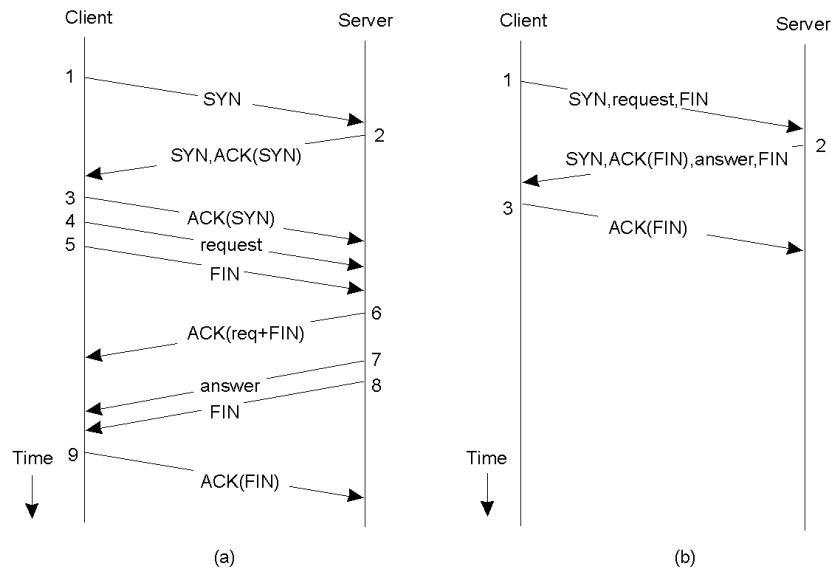 Client
Server
1
SYN
2
SYN,ACK(SYN)
3
ACK(SYN)
4
request
5
FIN
6
ACK(req+FIN)
7
answer
8
FIN
9
Time
ACK(FIN)
(a)
Client
Server
1
SYN,request,FIN
2
SYN,ACK(FIN),answer,FIN
3
ACK(FIN)
Time
(b)